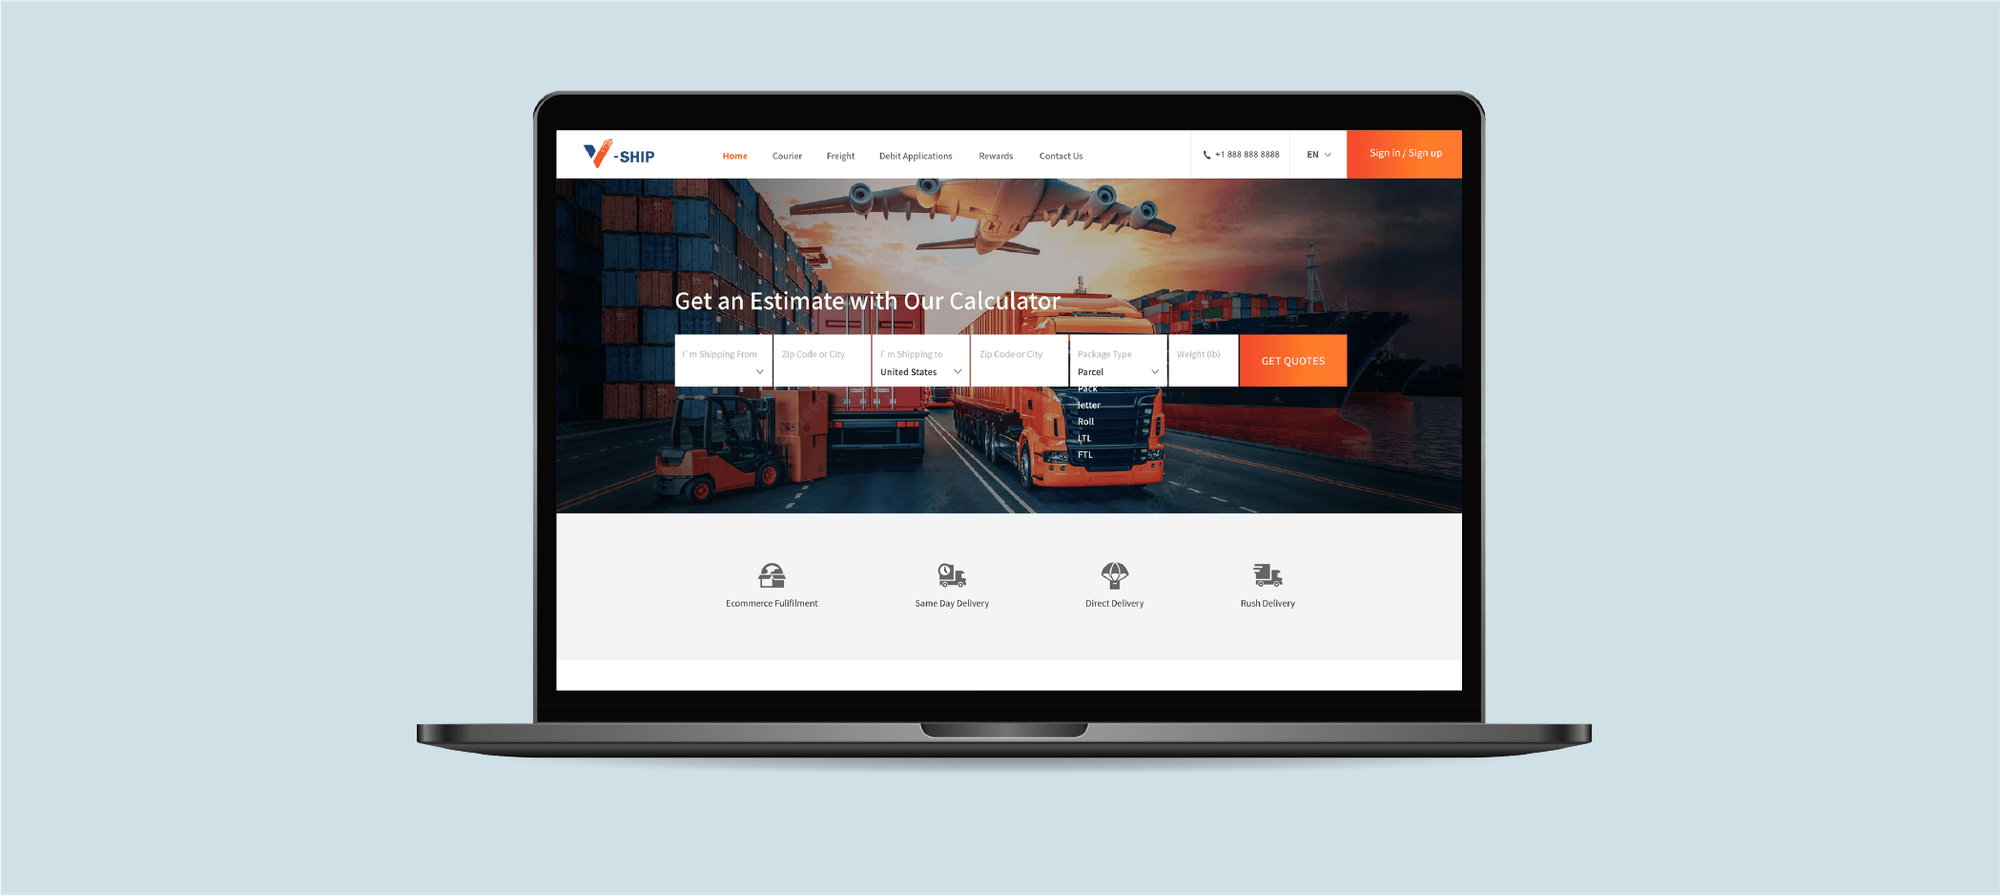 V-SHIP
Home Courier Freight Debit Applications Rewards Contact Us
+1 888 888 8888
EN
Sign in / Sign up
Get an Estimate with Our Calculator
I' m Shipping From
Zip Code or City
I' m Shipping to
United States
Zip Code or City
Package Type
Parcel
Pack
letter
Roll
LTL
FTL
Weight (lb)
GET QUOTES
Ecommerce Fulifilment
Same Day Delivery
Direct Delivery
Rush Delivery